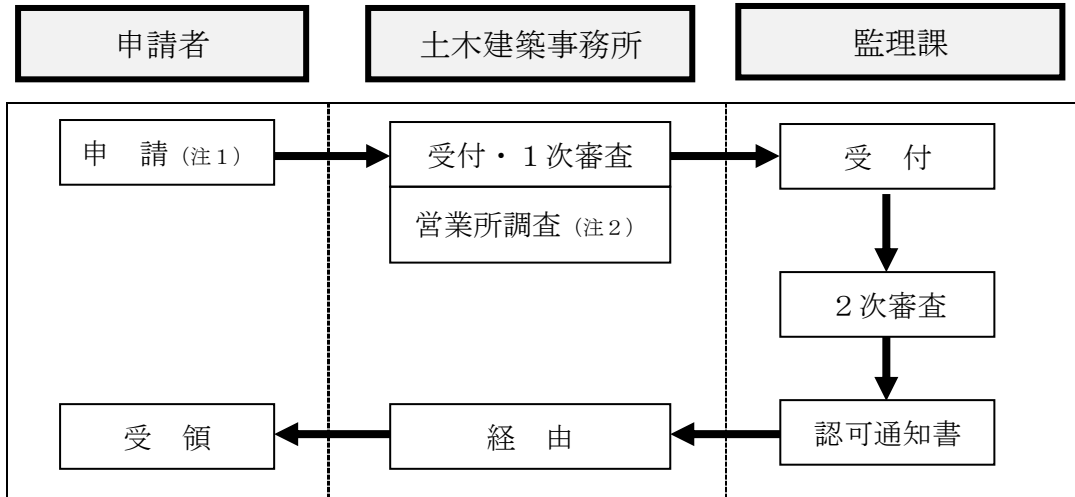 申請者
土木建築事務所
監理課
申　請（注１）
受付・１次審査
受　付
営業所調査（注２）
２次審査
受　領
経　由
認可通知書